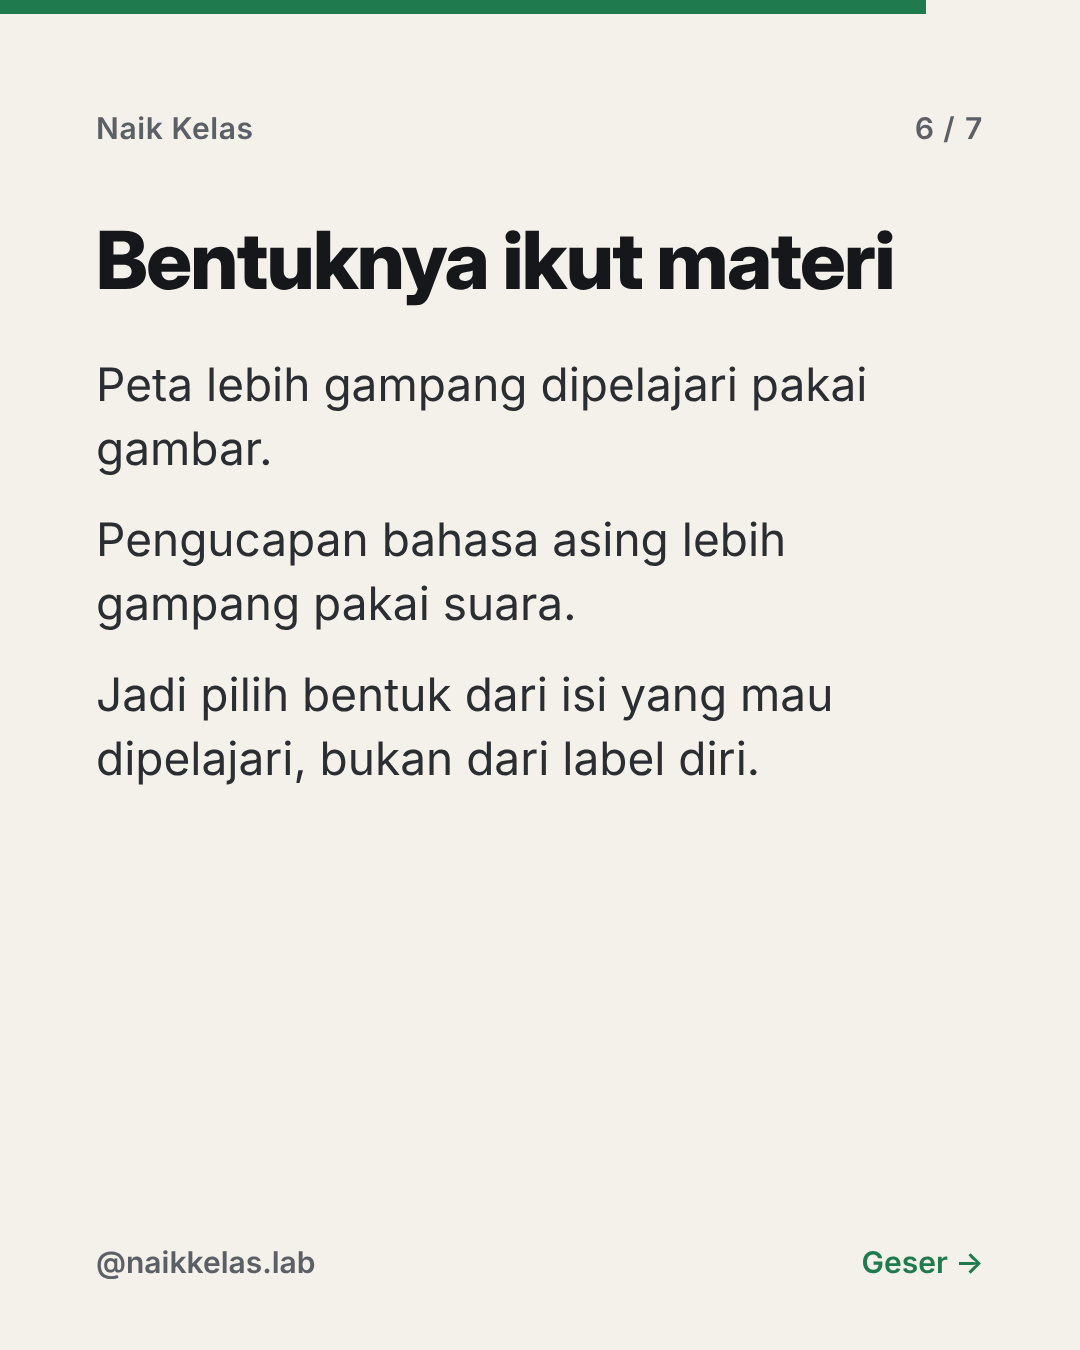 Naik Kelas
6 / 7
Bentuknya ikut materi
Peta lebih gampang dipelajari pakai
gambar.
Pengucapan bahasa asing lebih
gampang pakai suara.
Jadi pilih bentuk dari isi yang mau
dipelajari, bukan dari label diri.
@naikkelas.lab
Geser →